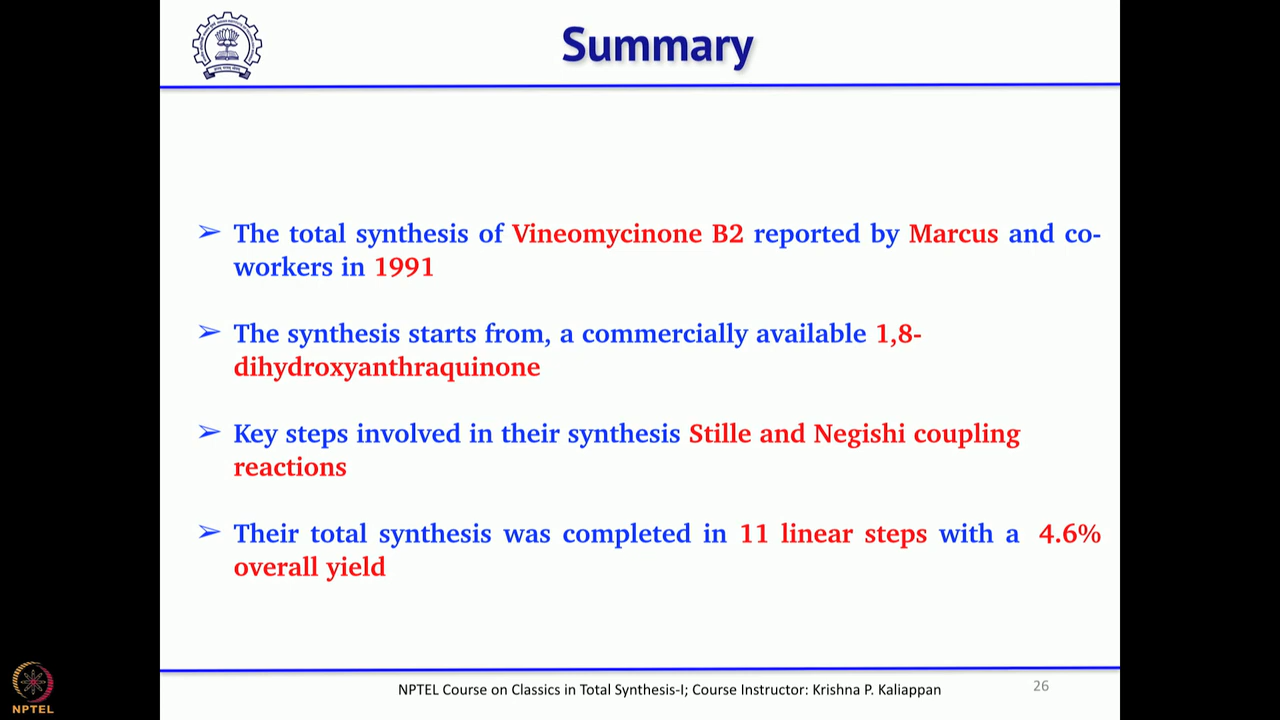 Summary
➢ The total synthesis of Vineomycinone B2 reported by Marcus and co-
workers in 1991
➢ The synthesis starts from, a commercially available 1,8-
dihydroxyanthraquinone
➢ Key steps involved in their synthesis Stille and Negishi coupling
reactions
➢ Their total synthesis was completed in 11 linear steps with a 4.6%
overall yield
NPTEL Course on Classics in Total Synthesis-I; Course Instructor: Krishna P. Kaliappan
26
NPTEL